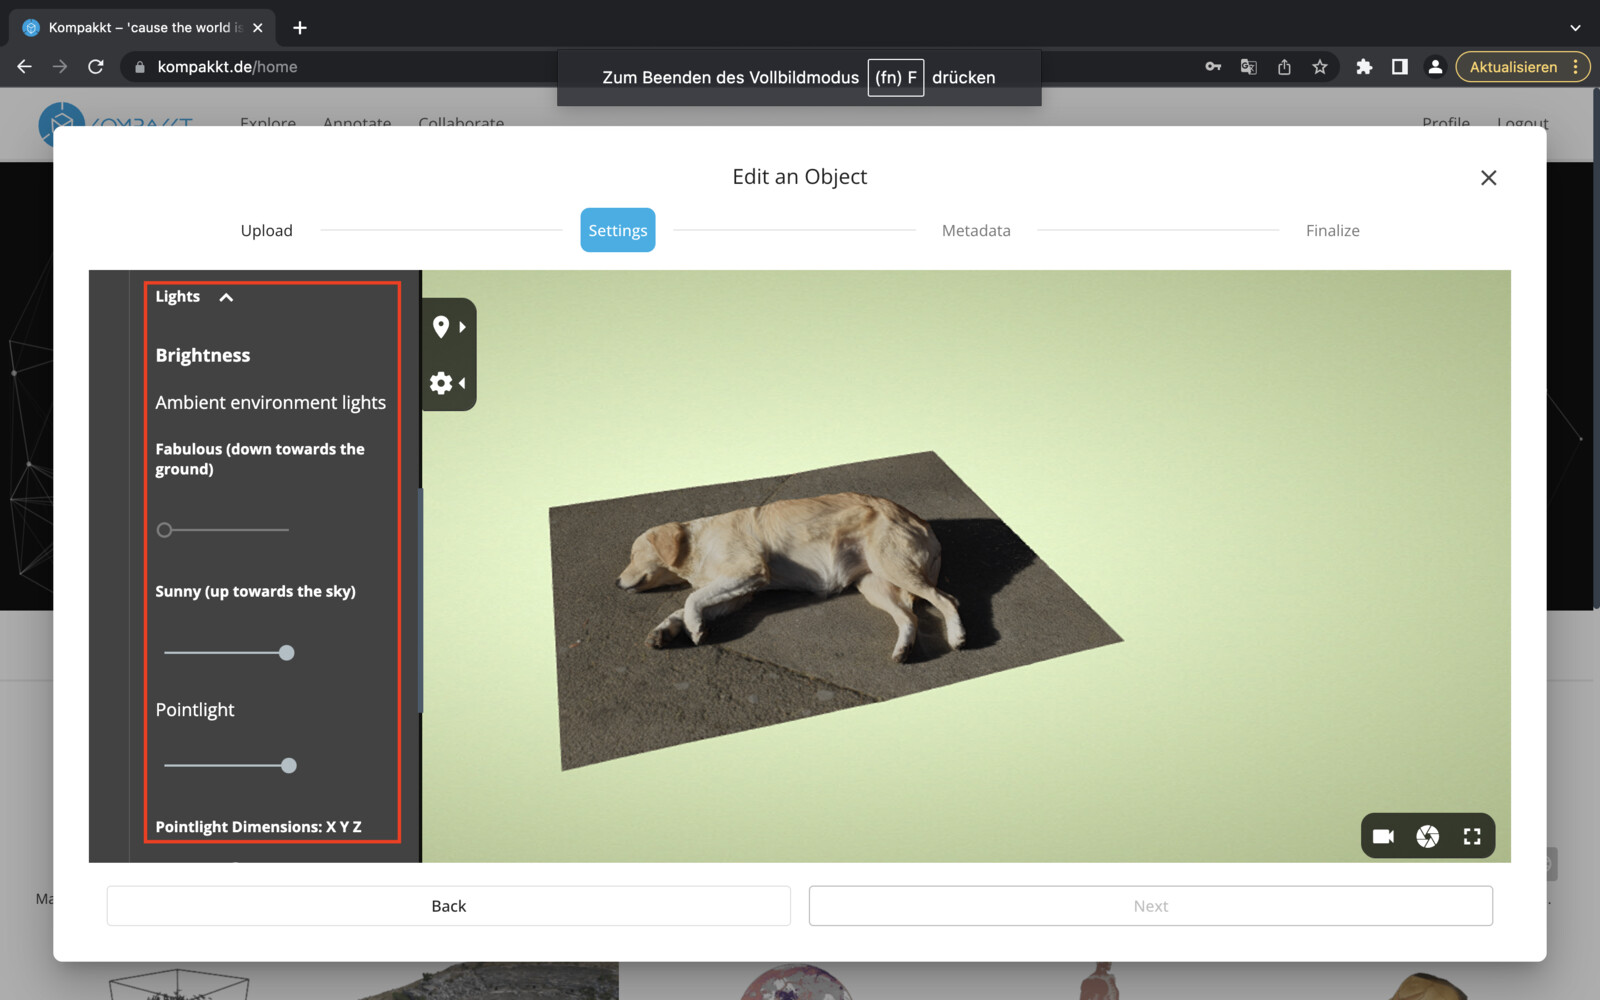 Kompakkt – 'cause the world is
kompakkt.de/home
Aktualisieren
Zum Beenden des Vollbildmodus (fn) F drücken
KOMPAKKT Explore Annotate Collaborate Profile Logout
Edit an Object
Upload Settings Metadata Finalize
Lights
Brightness
Ambient environment lights
Fabulous (down towards the
ground)
Sunny (up towards the sky)
Pointlight
Pointlight Dimensions: X Y Z
Back Next